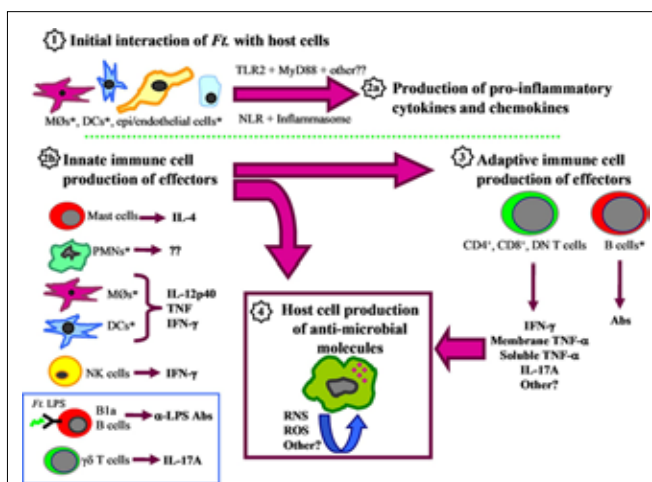 1 Initial interaction of Ft. with host cells
TLR2 + MyD88 + other??
MØs*, DCs*, epi/endothelial cells*
NLR + Inflammasome
2a Production of pro-inflammatory
cytokines and chemokines
2b Innate immune cell
production of effectors
Mast cells IL-4
PMNs* ??
MØs*
DCs*
IL-12p40
TNF
IFN-γ
NK cells IFN-γ
Ft. LPS
B1a
B cells
α-LPS Abs
γδ T cells IL-17A
3 Adaptive immune cell
production of effectors
CD4⁺, CD8⁺, DN T cells
B cells*
IFN-γ
Membrane TNF-α
Soluble TNF-α
IL-17A
Other?
Abs
4 Host cell production
of anti-microbial
molecules
RNS
ROS
Other?